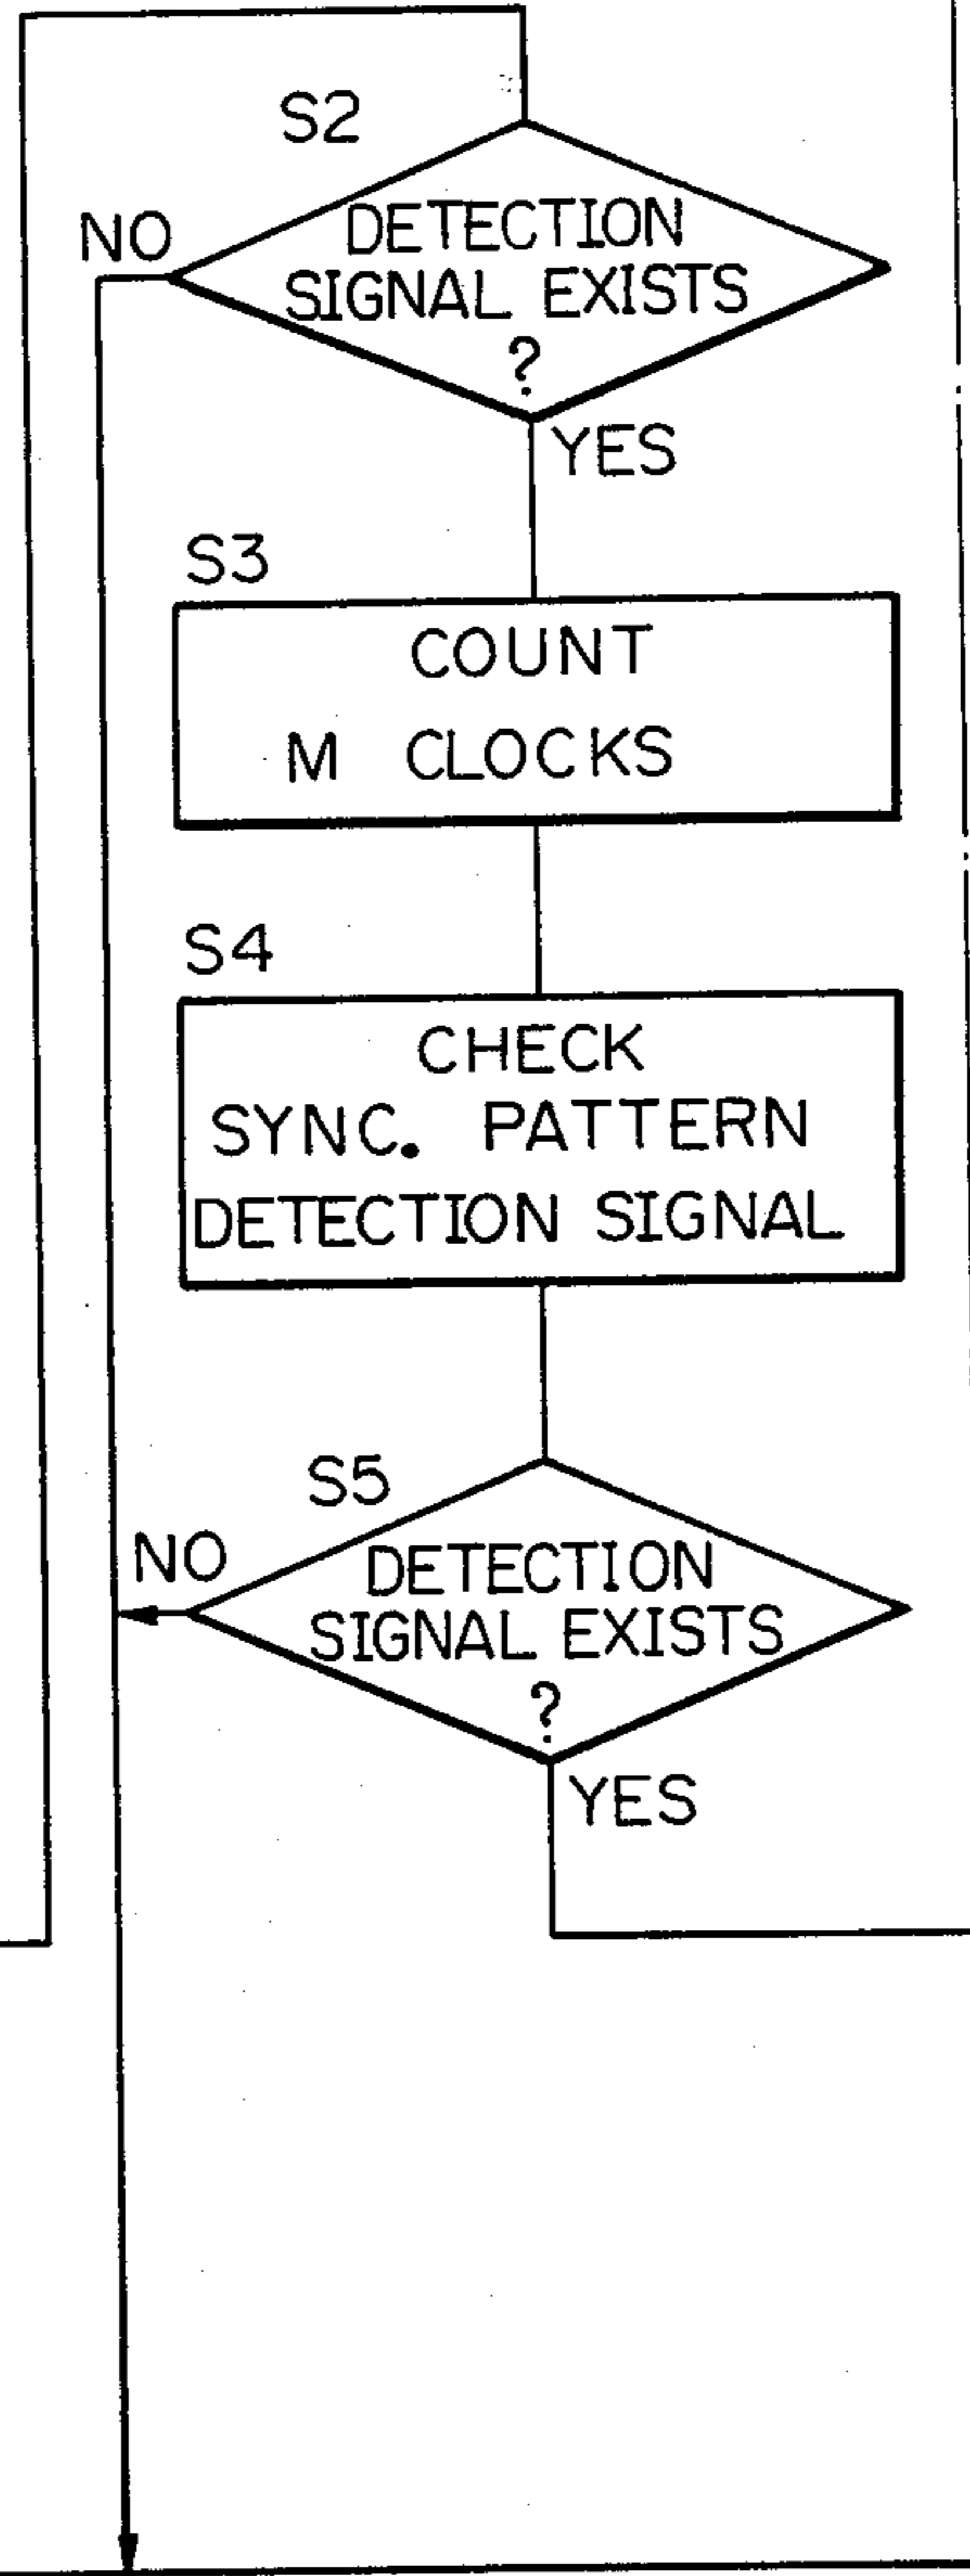 S2
NO
DETECTION
SIGNAL EXISTS
?
YES
S3
COUNT
M CLOCKS
S4
CHECK
SYNC. PATTERN
DETECTION SIGNAL
S5
NO
DETECTION
SIGNAL EXISTS
?
YES